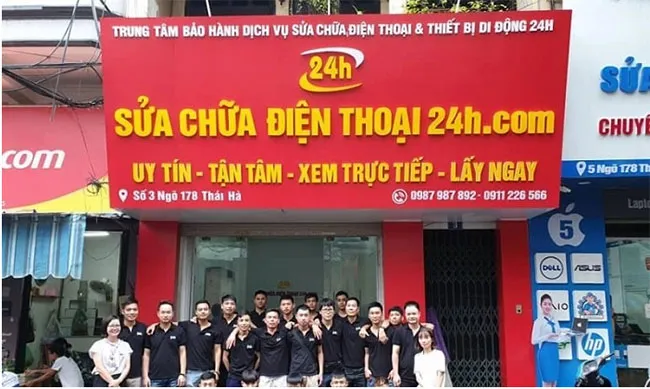 TRUNG TÂM BẢO HÀNH DỊCH VỤ SỬA CHỮA,ĐIỆN THOẠI & THIẾT BỊ DI ĐỘNG 24H
24h
SỬA CHỮA ĐIỆN THOẠI 24h.com
UY TÍN - TẬN TÂM - XEM TRỰC TIẾP - LẤY NGAY
Số 3 Ngõ 178 Thái Hà
0987 987 892 - 0911 226 566
.com
SỬA
CHUYÊ
5 Ngõ 178 Thá
Lapto
5
DELL
ASUS
hp